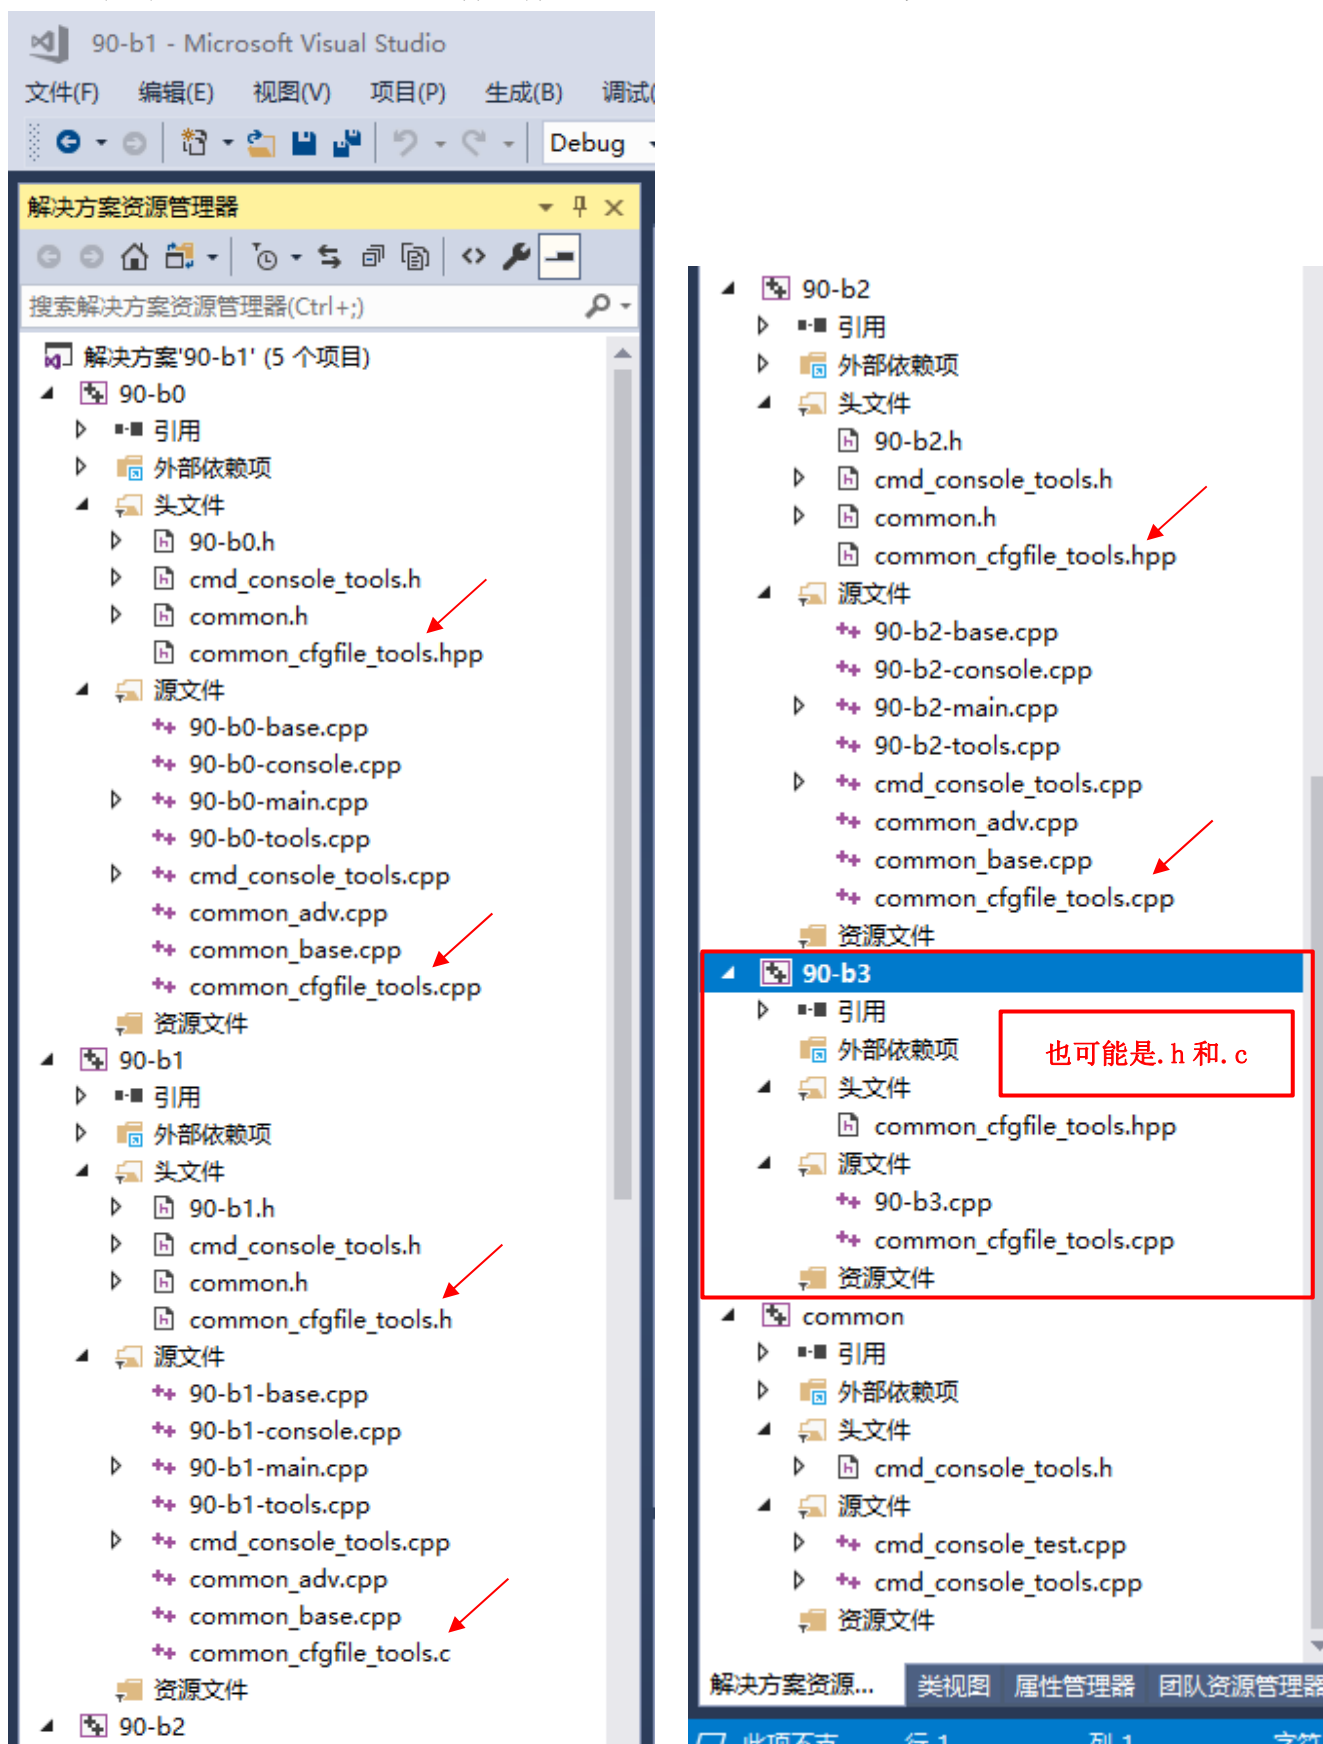 90-b1 - Microsoft Visual Studio
文件(F) 编辑(E) 视图(V) 项目(P) 生成(B) 调试(
Debug
解决方案资源管理器
搜索解决方案资源管理器(Ctrl+;)
解决方案'90-b1' (5 个项目)
90-b0
引用
外部依赖项
头文件
90-b0.h
cmd_console_tools.h
common.h
common_cfgfile_tools.hpp
源文件
90-b0-base.cpp
90-b0-console.cpp
90-b0-main.cpp
90-b0-tools.cpp
cmd_console_tools.cpp
common_adv.cpp
common_base.cpp
common_cfgfile_tools.cpp
资源文件
90-b1
引用
外部依赖项
头文件
90-b1.h
cmd_console_tools.h
common.h
common_cfgfile_tools.h
源文件
90-b1-base.cpp
90-b1-console.cpp
90-b1-main.cpp
90-b1-tools.cpp
cmd_console_tools.cpp
common_adv.cpp
common_base.cpp
common_cfgfile_tools.c
资源文件
90-b2
90-b2
引用
外部依赖项
头文件
90-b2.h
cmd_console_tools.h
common.h
common_cfgfile_tools.hpp
源文件
90-b2-base.cpp
90-b2-console.cpp
90-b2-main.cpp
90-b2-tools.cpp
cmd_console_tools.cpp
common_adv.cpp
common_base.cpp
common_cfgfile_tools.cpp
资源文件
90-b3
引用
外部依赖项
也可能是.h 和.c
头文件
common_cfgfile_tools.hpp
源文件
90-b3.cpp
common_cfgfile_tools.cpp
资源文件
common
引用
外部依赖项
头文件
cmd_console_tools.h
源文件
cmd_console_test.cpp
cmd_console_tools.cpp
资源文件
解决方案资源... 类视图 属性管理器 团队资源管理器
行 1 列 1